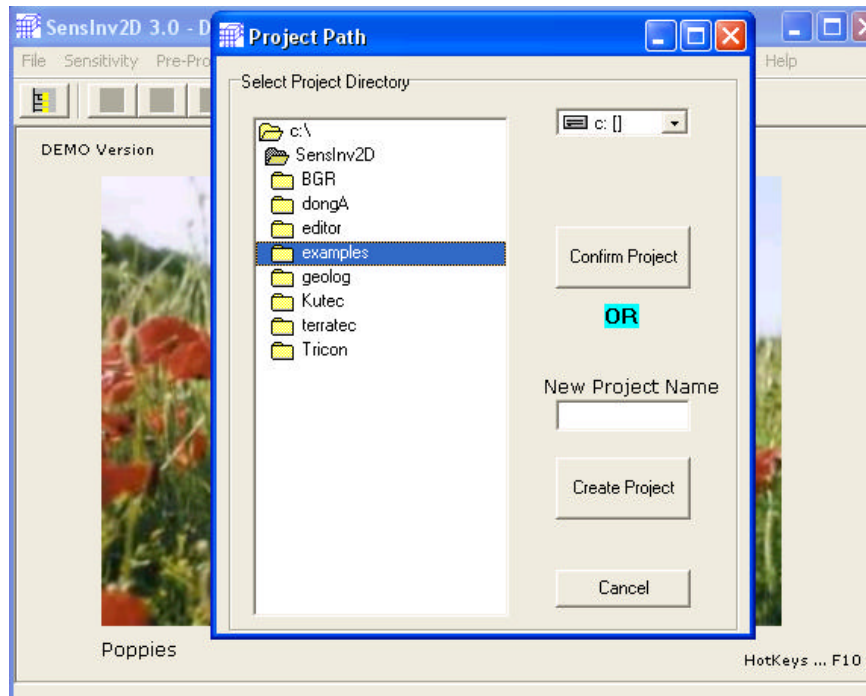 SensInv2D 3.0 - D
Project Path
File Sensitivity Pre-Pro
Help
Select Project Directory
c:\
SensInv2D
BGR
dongA
editor
examples
geolog
Kutec
terratec
Tricon
c: []
Confirm Project
OR
New Project Name
Create Project
Cancel
DEMO Version
Poppies
HotKeys ... F10